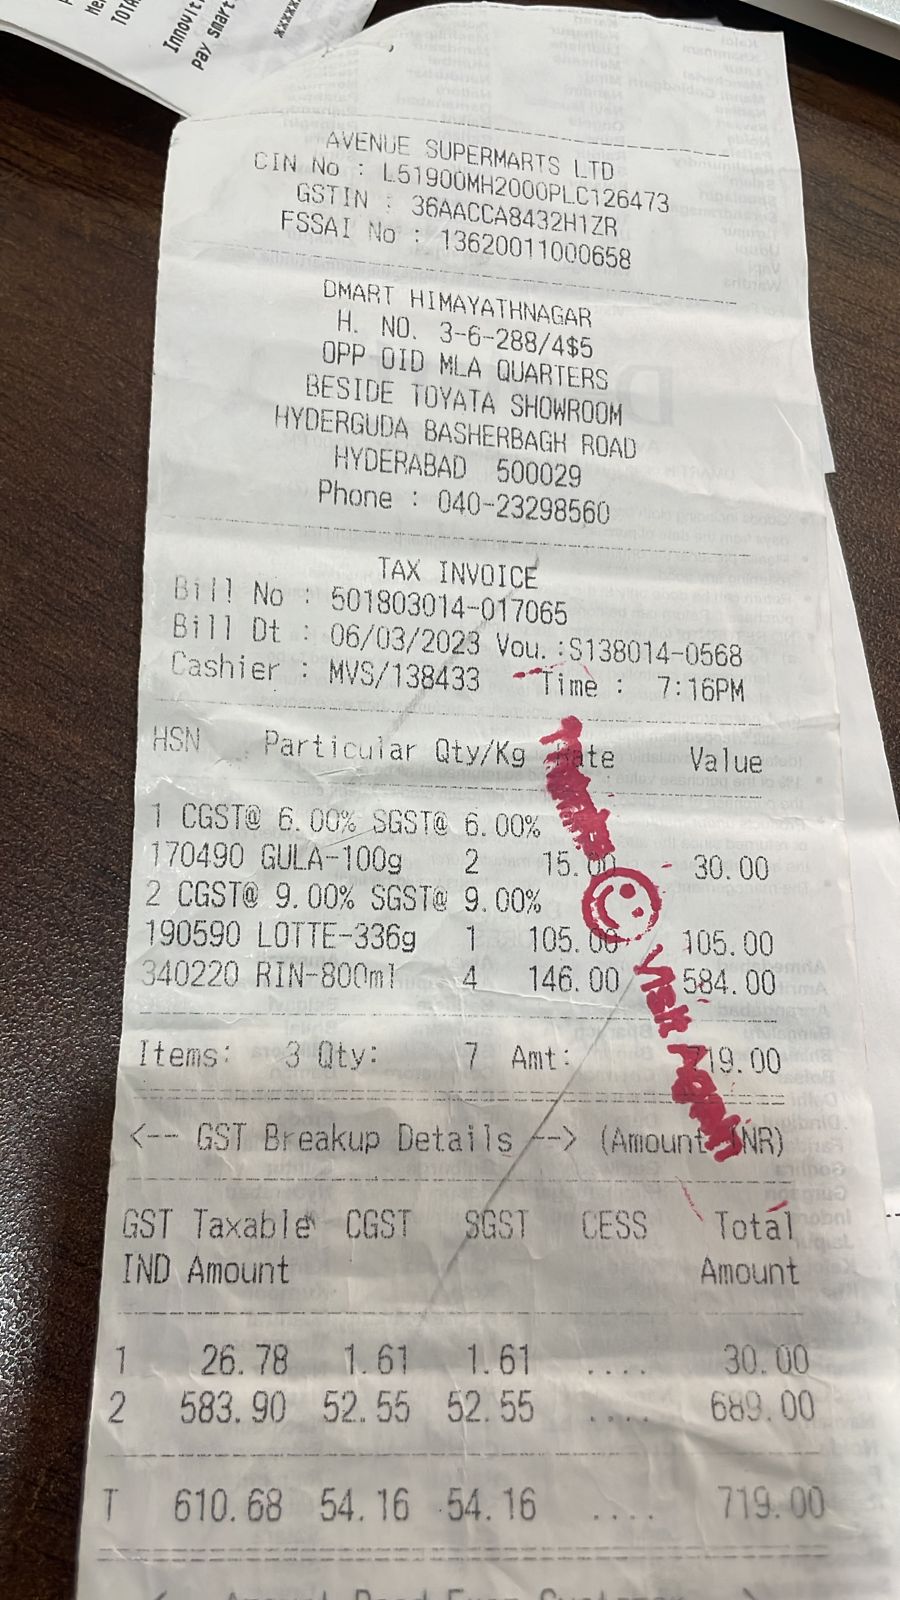 Innovit
pay smart
AVENUE SUPERMARTS LTD
CIN No : L51900MH2000PLC126473
GSTIN : 36AACCA8432H1ZR
FSSAI No : 13620011000658
DMART HIMAYATHNAGAR
H. NO. 3-6-288/4$5
OPP OID MLA QUARTERS
BESIDE TOYATA SHOWROOM
HYDERGUDA BASHERBAGH ROAD
HYDERABAD 500029
Phone : 040-23298560
TAX INVOICE
Bill No : 501803014-017065
Bill Dt : 06/03/2023 Vou.:S138014-0568
Cashier : MVS/138433 Time : 7:16PM
HSN Particular Qty/Kg Rate Value
1 CGST@ 6.00% SGST@ 6.00%
170490 GULA-100g 2 15.00 30.00
2 CGST@ 9.00% SGST@ 9.00%
190590 LOTTE-336g 1 105.00 105.00
340220 RIN-800ml 4 146.00 584.00
Visit Again
Items: 3 Qty: 7 Amt: 719.00
<-- GST Breakup Details --> (Amount INR)
GST Taxable CGST SGST CESS Total
IND Amount Amount
1 26.78 1.61 1.61 .... 30.00
2 583.90 52.55 52.55 .... 689.00
T 610.68 54.16 54.16 .... 719.00